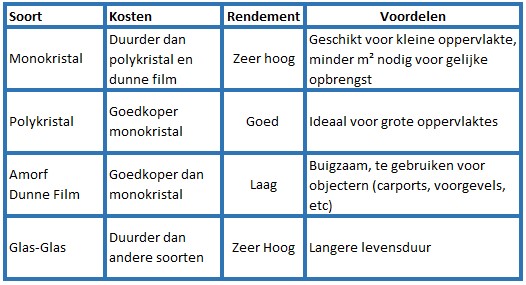 Soort Kosten Rendement Voordelen
Monokristal
Duurder dan
polykristal en
dunne film
Zeer hoog
Geschikt voor kleine oppervlakte,
minder m² nodig voor gelijke
opbrengst
Polykristal
Goedkoper
monokristal
Goed
Ideaal voor grote oppervlaktes
Amorf
Dunne Film
Goedkoper dan
monokristal
Laag
Buigzaam, te gebruiken voor
objectern (carports, voorgevels,
etc)
Glas-Glas
Duurder dan
andere soorten
Zeer Hoog
Langere levensduur